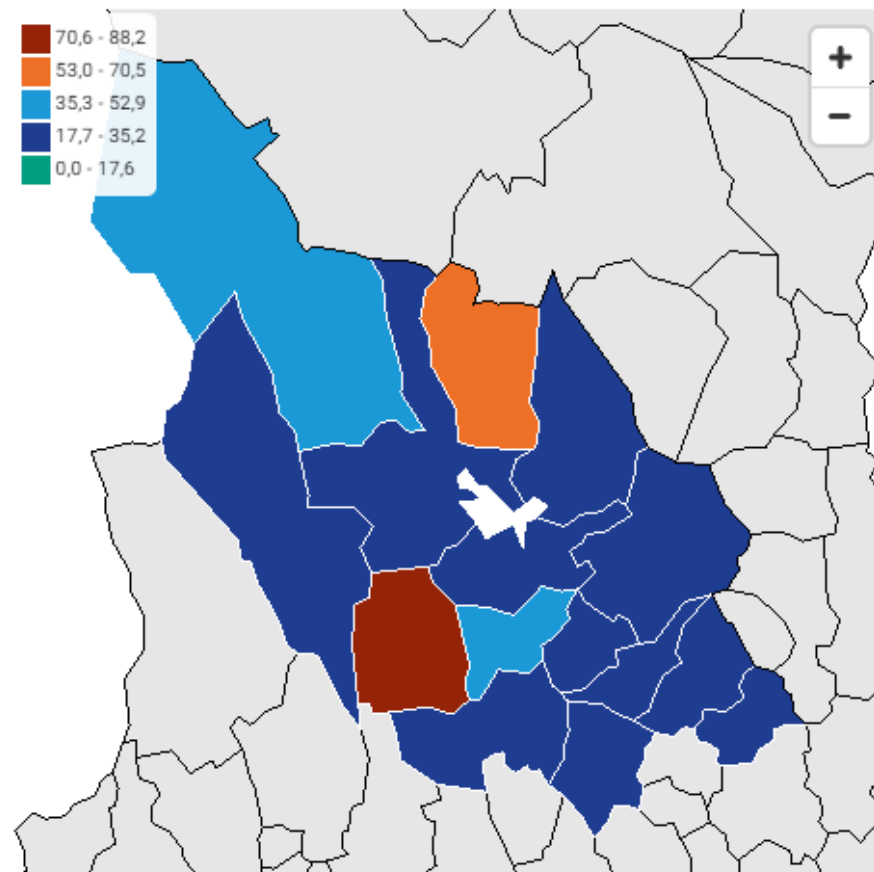 70,6 - 88,2
53,0 - 70,5
35,3 - 52,9
17,7 - 35,2
0,0 - 17,6
+
−